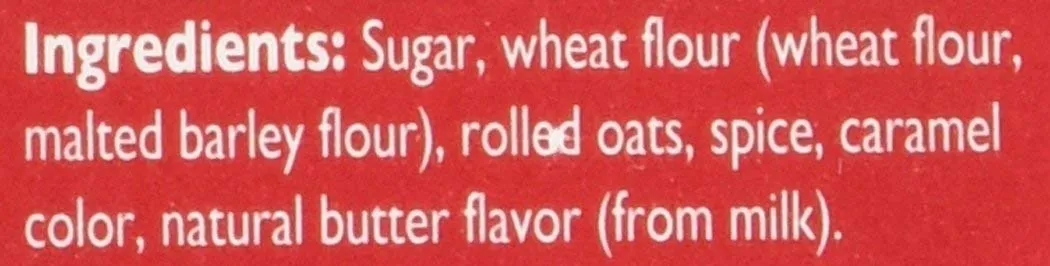 Ingredients: Sugar, wheat flour (wheat flour,
malted barley flour), rolled oats, spice, caramel
color, natural butter flavor (from milk).